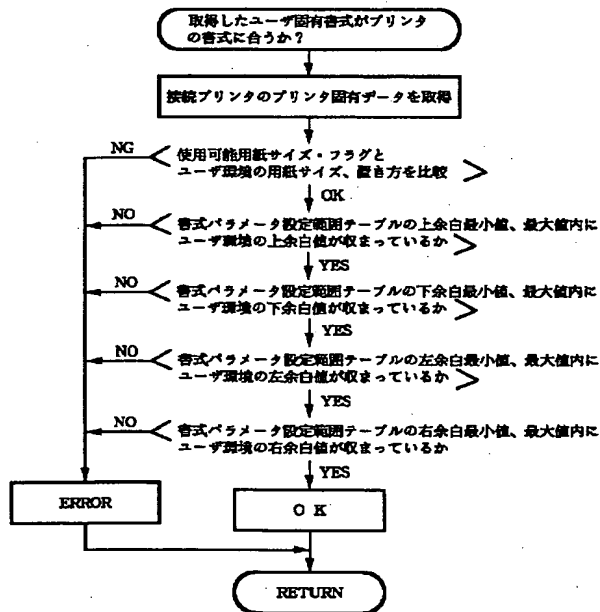 取得したユーザ固有書式がプリンタ
の書式に合うか？
接続プリンタのプリンタ固有データを取得
NG
使用可能用紙サイズ・フラグと
ユーザ環境の用紙サイズ、置き方を比較
OK
NO
書式パラメータ設定範囲テーブルの上余白最小値、最大値内に
ユーザ環境の上余白値が収まっているか
YES
NO
書式パラメータ設定範囲テーブルの下余白最小値、最大値内に
ユーザ環境の下余白値が収まっているか
YES
NO
書式パラメータ設定範囲テーブルの左余白最小値、最大値内に
ユーザ環境の左余白値が収まっているか
YES
NO
書式パラメータ設定範囲テーブルの右余白最小値、最大値内に
ユーザ環境の右余白値が収まっているか
YES
ERROR
O K
RETURN